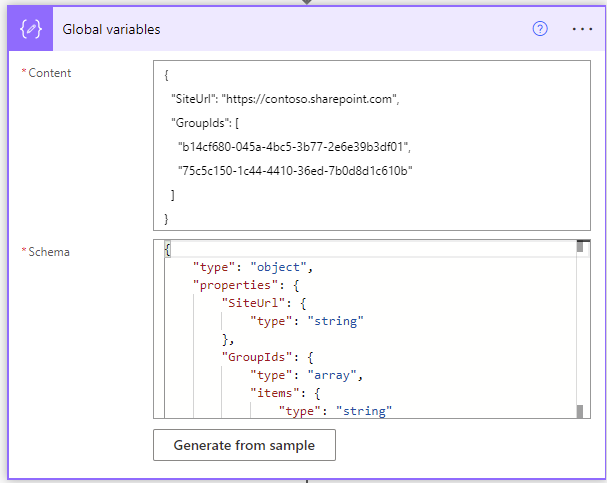 Global variables
* Content
{
"SiteUrl": "https://contoso.sharepoint.com",
"GroupIds": [
"b14cf680-045a-4bc5-3b77-2e6e39b3df01",
"75c5c150-1c44-4410-36ed-7b0d8d1c610b"
]
}
* Schema
{
"type": "object",
"properties": {
"SiteUrl": {
"type": "string"
},
"GroupIds": {
"type": "array",
"items": {
"type": "string"
Generate from sample